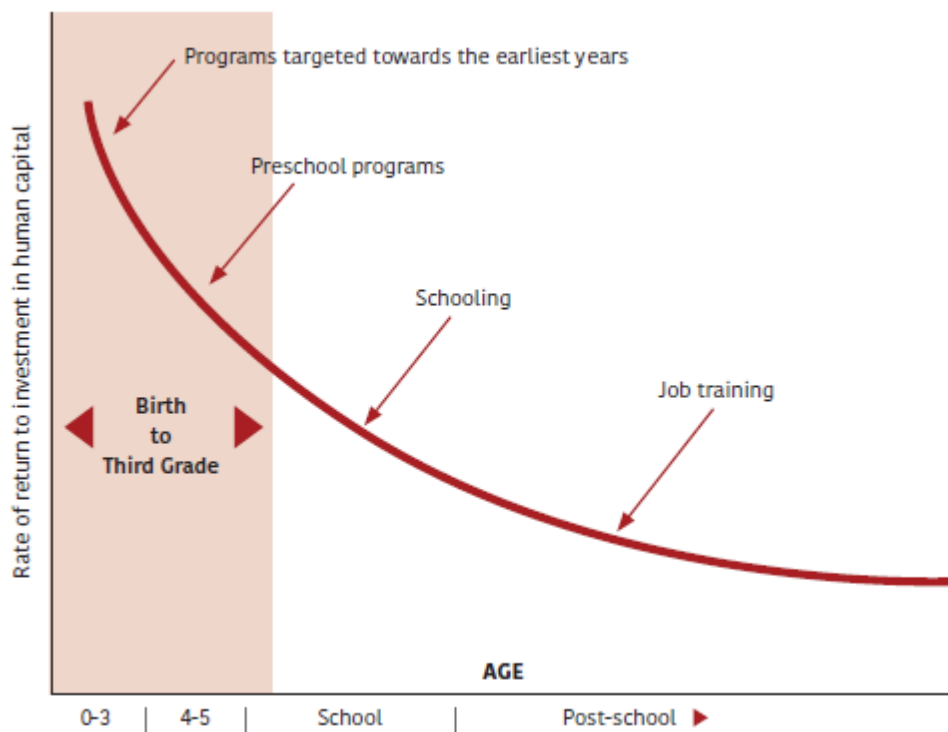 Programs targeted towards the earliest years
Preschool programs
Schooling
Job training
Birth
to
Third Grade
Rate of return to investment in human capital
AGE
0-3 | 4-5 | School | Post-school